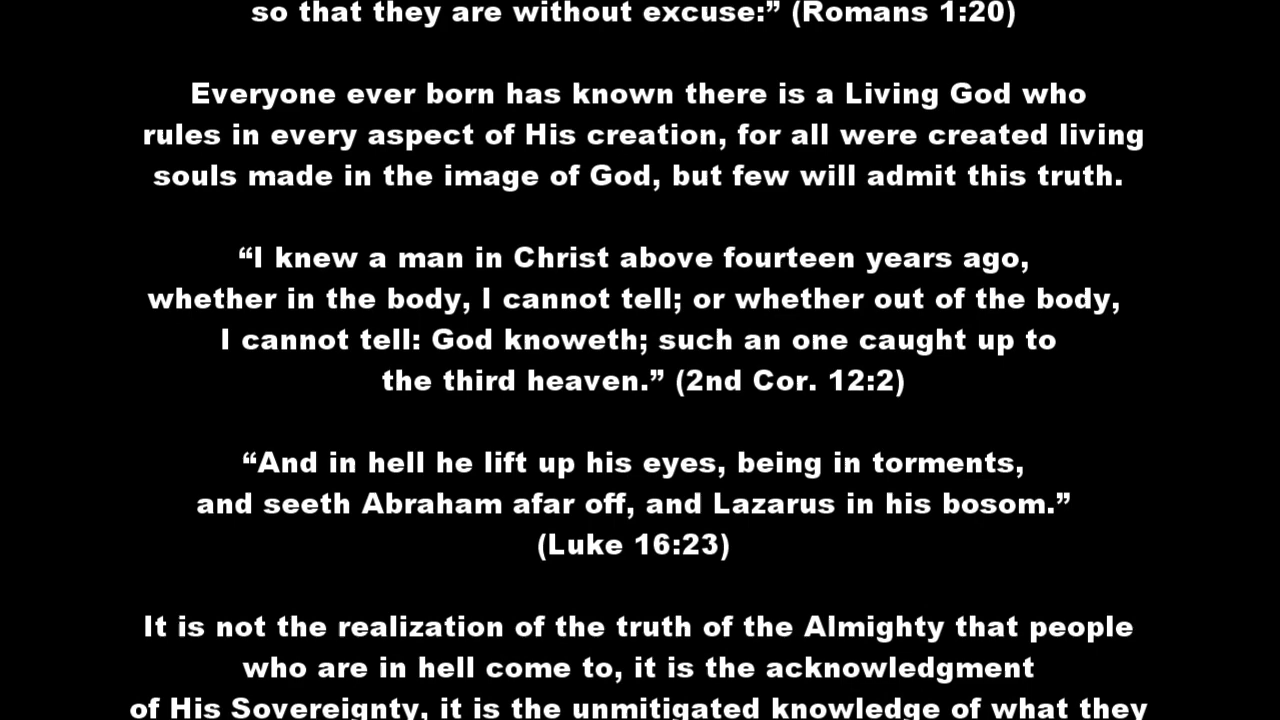 so that they are without excuse:” (Romans 1:20)
Everyone ever born has known there is a Living God who
rules in every aspect of His creation, for all were created living
souls made in the image of God, but few will admit this truth.
“I knew a man in Christ above fourteen years ago,
whether in the body, I cannot tell; or whether out of the body,
I cannot tell: God knoweth; such an one caught up to
the third heaven.” (2nd Cor. 12:2)
“And in hell he lift up his eyes, being in torments,
and seeth Abraham afar off, and Lazarus in his bosom.”
(Luke 16:23)
It is not the realization of the truth of the Almighty that people
who are in hell come to, it is the acknowledgment
of His Sovereignty, it is the unmitigated knowledge of what they